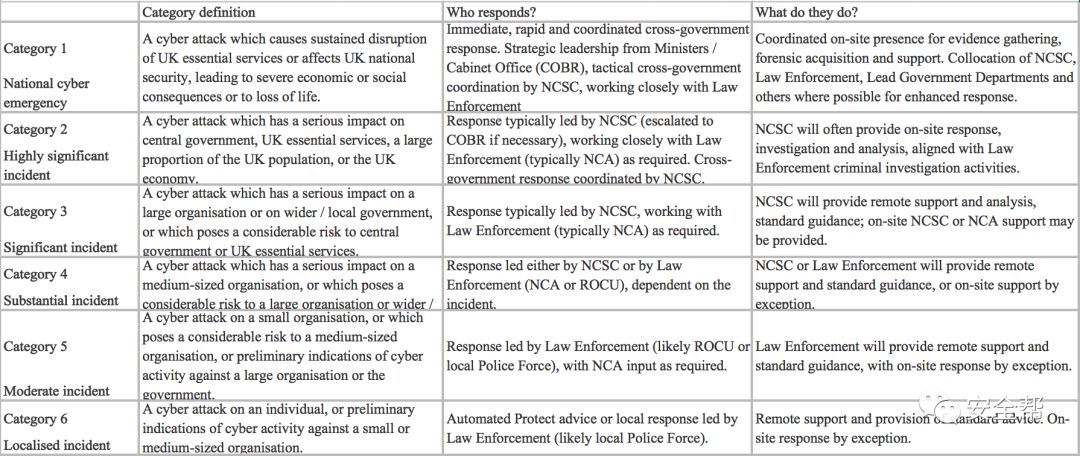 Category definition
Who responds?
What do they do?
Category 1
National cyber
emergency
A cyber attack which causes sustained disruption
of UK essential services or affects UK national
security, leading to severe economic or social
consequences or to loss of life.
Immediate, rapid and coordinated cross-government
response. Strategic leadership from Ministers /
Cabinet Office (COBR), tactical cross-government
coordination by NCSC, working closely with Law
Enforcement
Coordinated on-site presence for evidence gathering,
forensic acquisition and support. Collocation of NCSC,
Law Enforcement, Lead Government Departments and
others where possible for enhanced response.
Category 2
Highly significant
incident
A cyber attack which has a serious impact on
central government, UK essential services, a large
proportion of the UK population, or the UK
economy.
Response typically led by NCSC (escalated to
COBR if necessary), working closely with Law
Enforcement (typically NCA) as required. Cross-
government response coordinated by NCSC.
NCSC will often provide on-site response,
investigation and analysis, aligned with Law
Enforcement criminal investigation activities.
Category 3
Significant incident
A cyber attack which has a serious impact on a
large organisation or on wider / local government,
or which poses a considerable risk to central
government or UK essential services.
Response typically led by NCSC, working with
Law Enforcement (typically NCA) as required.
NCSC will provide remote support and analysis,
standard guidance; on-site NCSC or NCA support may
be provided.
Category 4
Substantial incident
A cyber attack which has a serious impact on a
medium-sized organisation, or which poses a
considerable risk to a large organisation or wider /
Response led either by NCSC or by Law
Enforcement (NCA or ROCU), dependent on the
incident.
NCSC or Law Enforcement will provide remote
support and standard guidance, or on-site support by
exception.
Category 5
Moderate incident
A cyber attack on a small organisation, or which
poses a considerable risk to a medium-sized
organisation, or preliminary indications of cyber
activity against a large organisation or the
government.
Response led by Law Enforcement (likely ROCU or
local Police Force), with NCA input as required.
Law Enforcement will provide remote support and
standard guidance, with on-site response by exception.
Category 6
Localised incident
A cyber attack on an individual, or preliminary
indications of cyber activity against a small or
medium-sized organisation.
Automated Protect advice or local response led by
Law Enforcement (likely local Police Force).
Remote support and provision of standard advice. On-
site response by exception.
安全帮